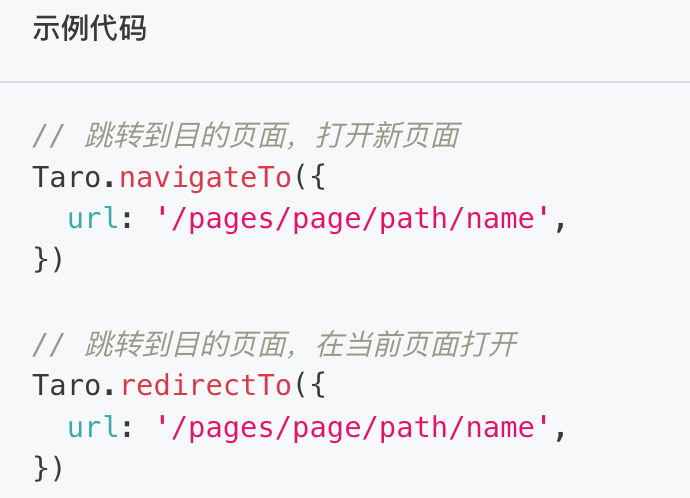 示例代码
// 跳转到目的页面，打开新页面
Taro.navigateTo({
  url: '/pages/page/path/name',
})
// 跳转到目的页面，在当前页面打开
Taro.redirectTo({
  url: '/pages/page/path/name',
})